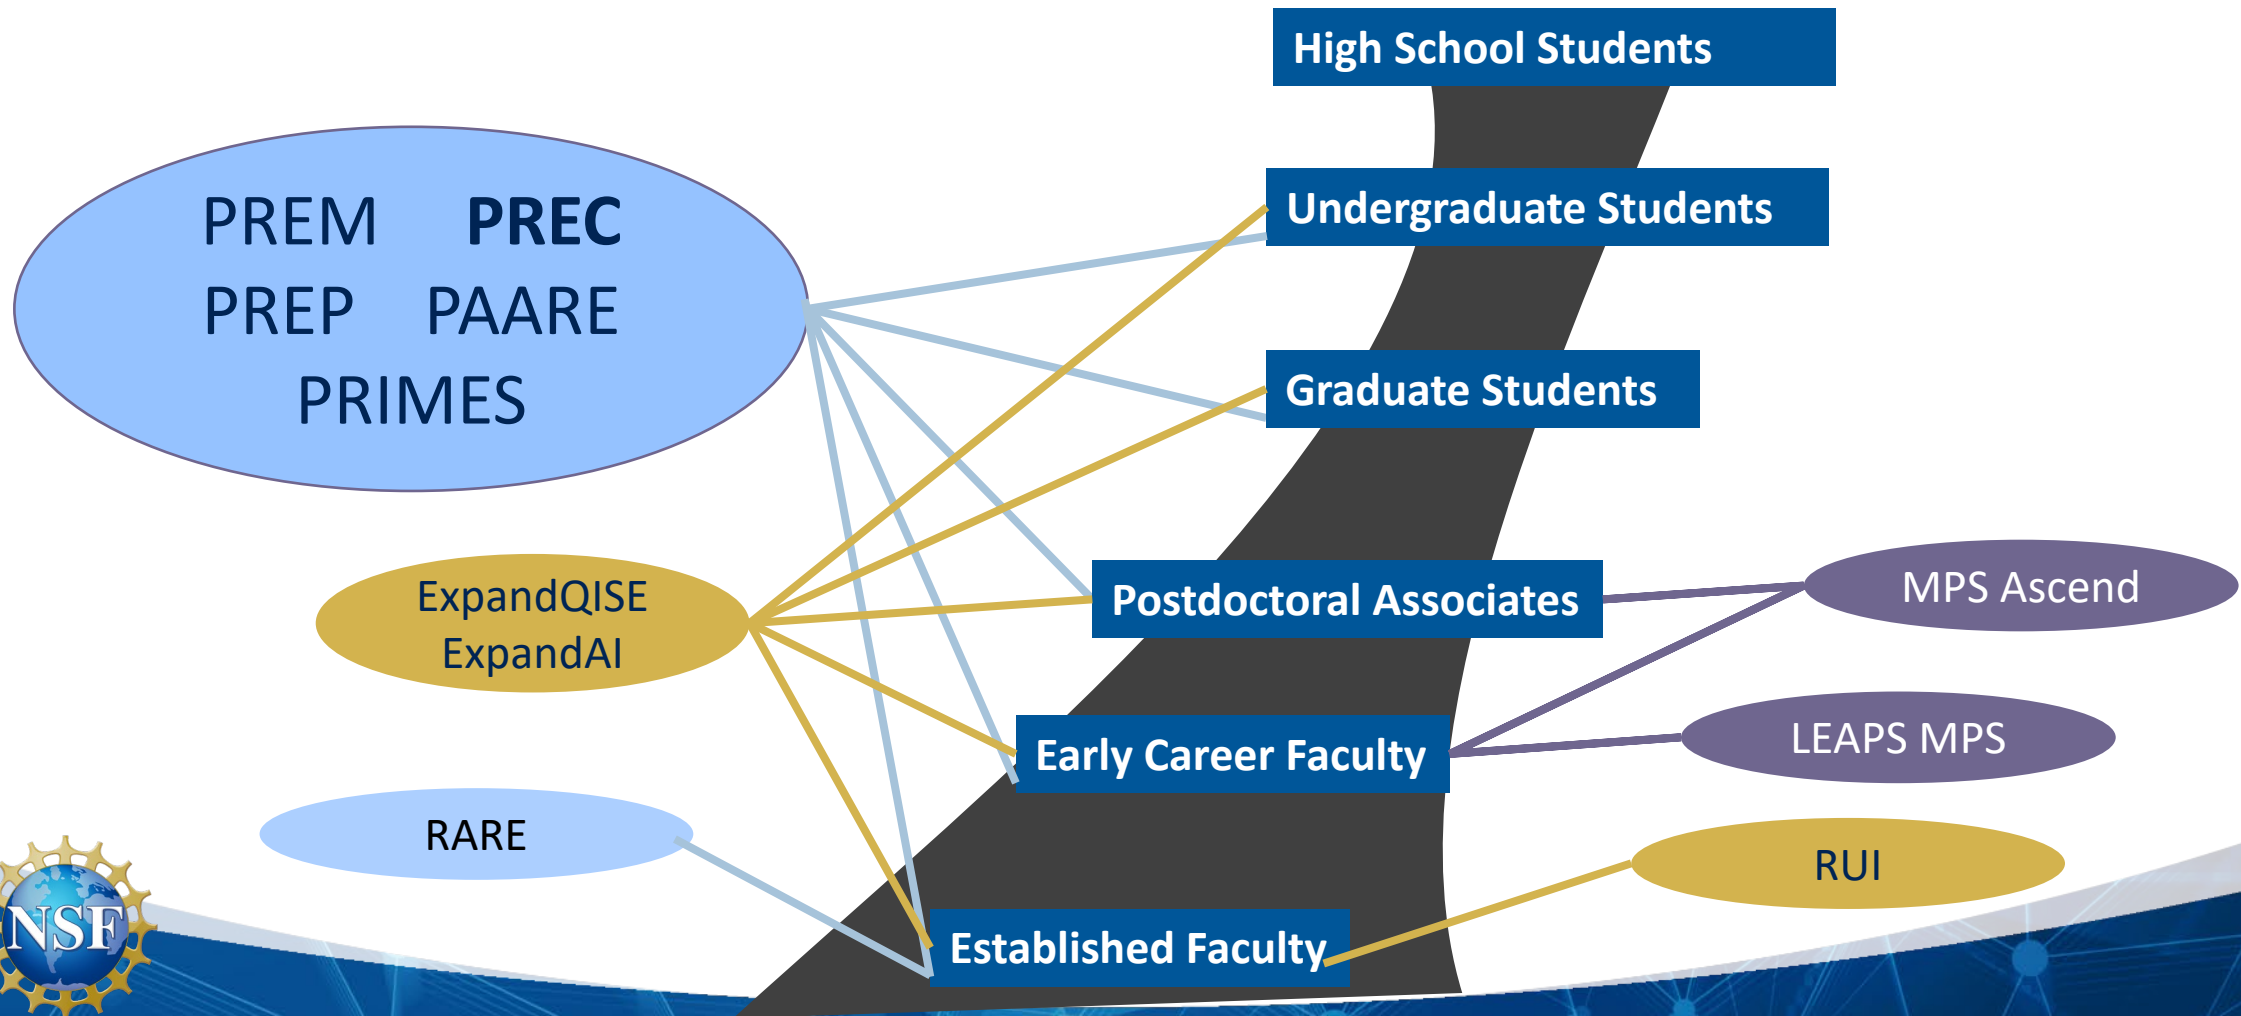 High School Students
PREM PREC
PREP PAARE
PRIMES
Undergraduate Students
Graduate Students
ExpandQISE
ExpandAI
Postdoctoral Associates
MPS Ascend
Early Career Faculty
LEAPS MPS
RARE
RUI
NSF
Established Faculty